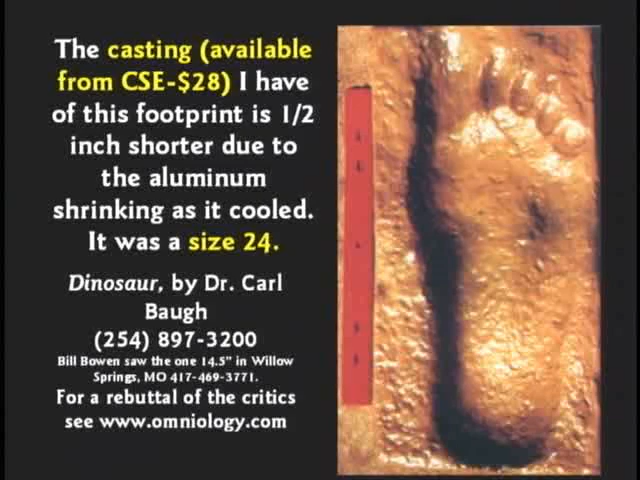 The casting (available
from CSE-$28) I have
of this footprint is 1/2
inch shorter due to
the aluminum
shrinking as it cooled.
It was a size 24.
Dinosaur, by Dr. Carl
Baugh
(254) 897-3200
Bill Bowen saw the one 14.5" in Willow
Springs, MO 417-469-3771.
For a rebuttal of the critics
see www.omniology.com